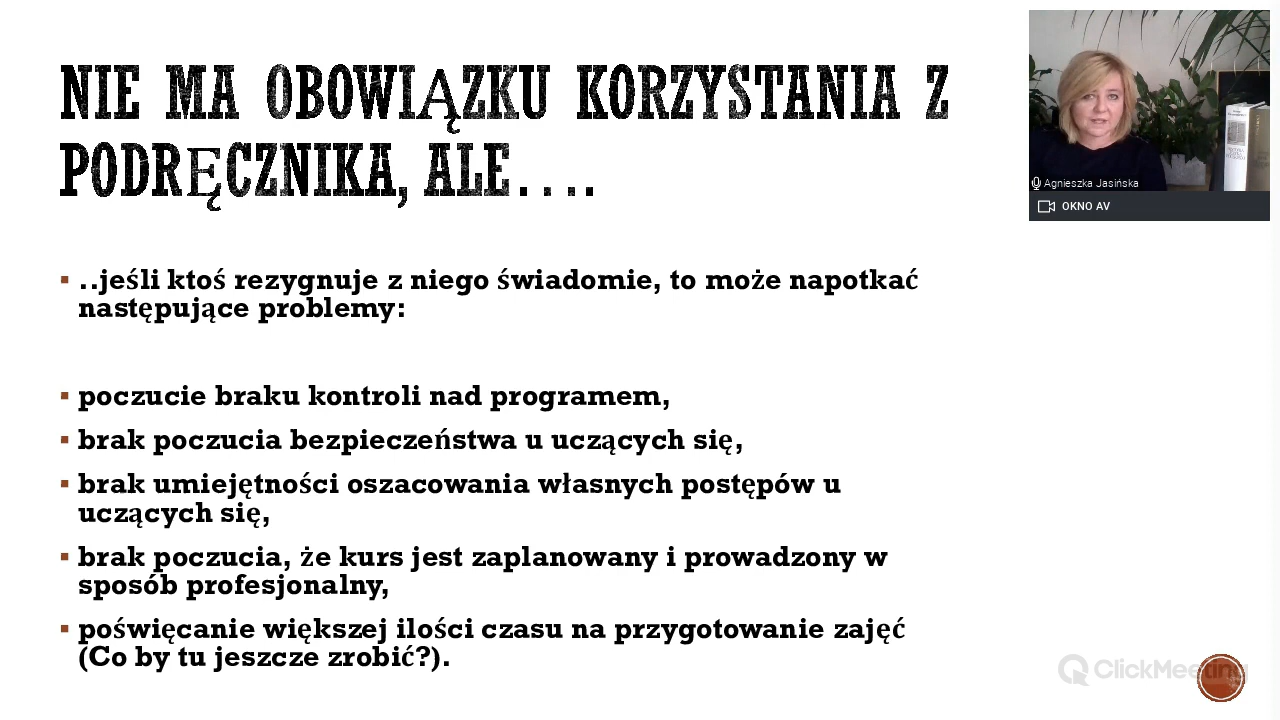 NIE MA OBOWIĄZKU KORZYSTANIA Z
PODRĘCZNIKA, ALE....
..jeśli ktoś rezygnuje z niego świadomie, to może napotkać
następujące problemy:
poczucie braku kontroli nad programem,
brak poczucia bezpieczeństwa u uczących się,
brak umiejętności oszacowania własnych postępów u
uczących się,
brak poczucia, że kurs jest zaplanowany i prowadzony w
sposób profesjonalny,
poświęcanie większej ilości czasu na przygotowanie zajęć
(Co by tu jeszcze zrobić?).
Agnieszka Jasińska
OKNO AV
ClickMeeting